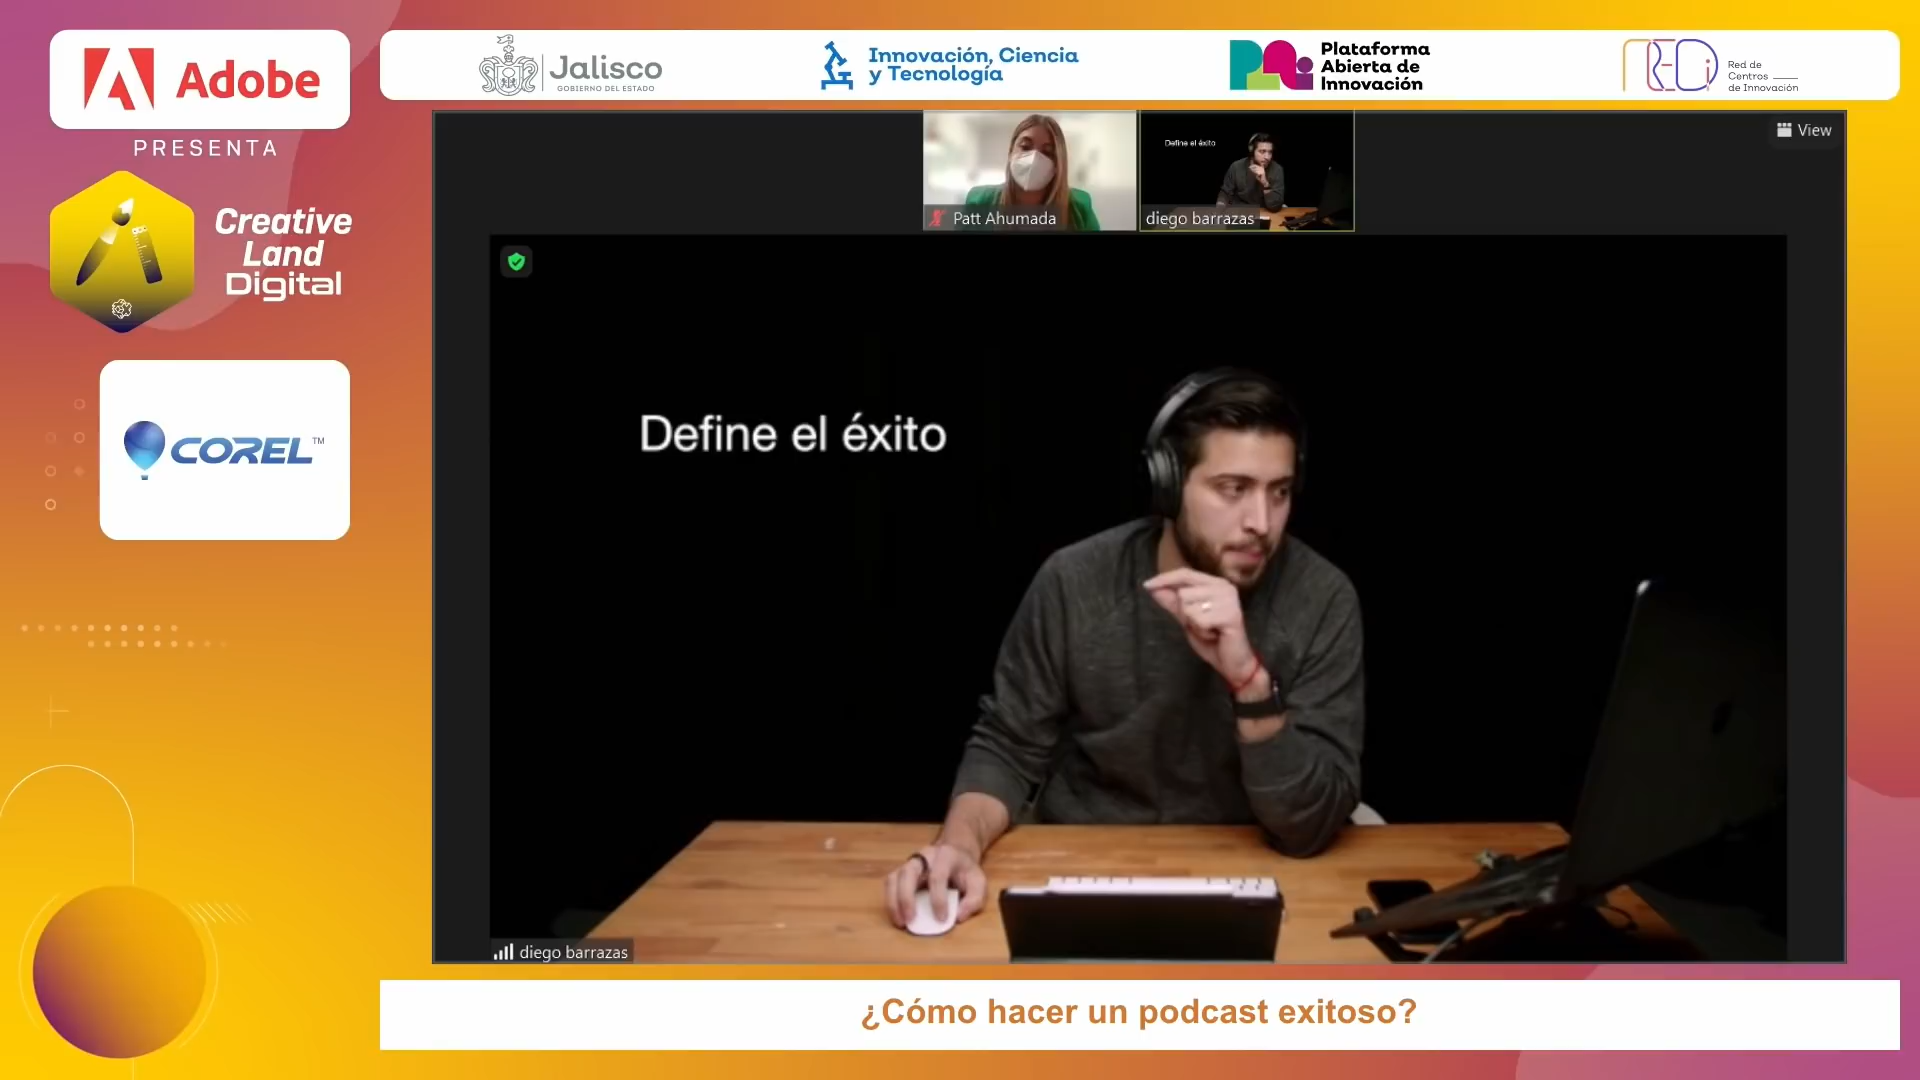 Adobe
PRESENTA
Creative
Land
Digital
COREL™
Jalisco
GOBIERNO DEL ESTADO
Innovación, Ciencia
y Tecnología
Plataforma
Abierta de
Innovación
REDi
Red de
Centros
de Innovación
View
Patt Ahumada
Define el éxito
diego barrazas
Define el éxito
diego barrazas
¿Cómo hacer un podcast exitoso?